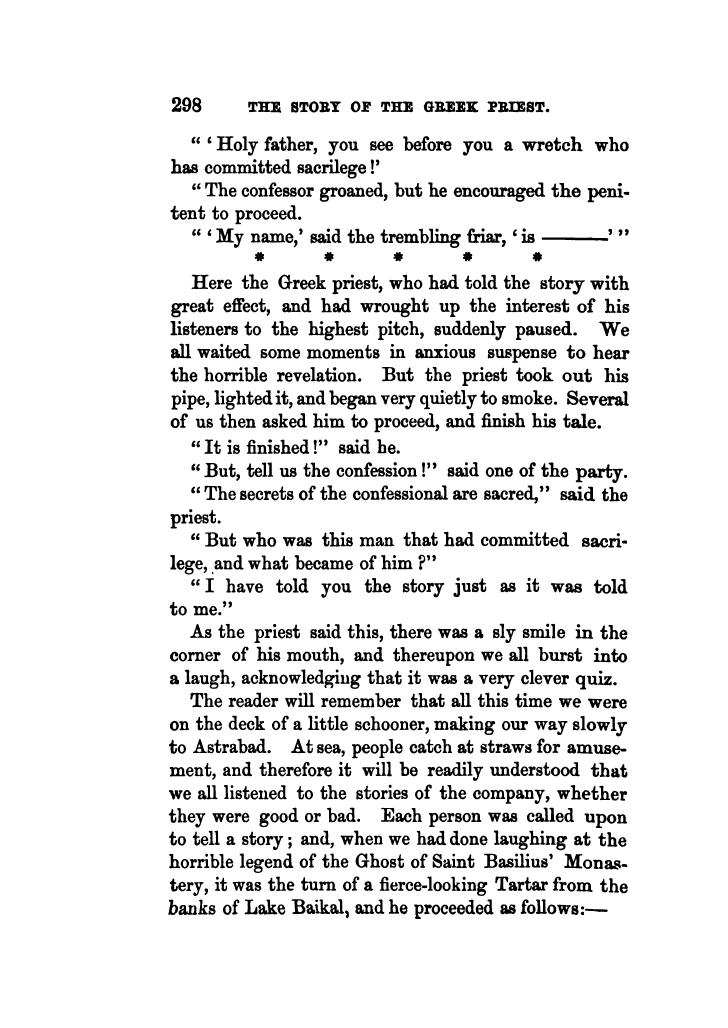 298 THE STORY OF THE GREEK PRIEST.
“ ‘ Holy father, you see before you a wretch who
has committed sacrilege !’
“ The confessor groaned, but he encouraged the peni-
tent to proceed.
“ ‘ My name,’ said the trembling friar, ‘ is ———’ ”
* * * * *
Here the Greek priest, who had told the story with
great effect, and had wrought up the interest of his
listeners to the highest pitch, suddenly paused. We
all waited some moments in anxious suspense to hear
the horrible revelation. But the priest took out his
pipe, lighted it, and began very quietly to smoke. Several
of us then asked him to proceed, and finish his tale.
“ It is finished !” said he.
“ But, tell us the confession !” said one of the party.
“ The secrets of the confessional are sacred,” said the
priest.
“ But who was this man that had committed sacri-
lege, and what became of him ?”
“ I have told you the story just as it was told
to me.”
As the priest said this, there was a sly smile in the
corner of his mouth, and thereupon we all burst into
a laugh, acknowledging that it was a very clever quiz.
The reader will remember that all this time we were
on the deck of a little schooner, making our way slowly
to Astrabad. At sea, people catch at straws for amuse-
ment, and therefore it will be readily understood that
we all listened to the stories of the company, whether
they were good or bad. Each person was called upon
to tell a story ; and, when we had done laughing at the
horrible legend of the Ghost of Saint Basilius’ Monas-
tery, it was the turn of a fierce-looking Tartar from the
banks of Lake Baikal, and he proceeded as follows:—